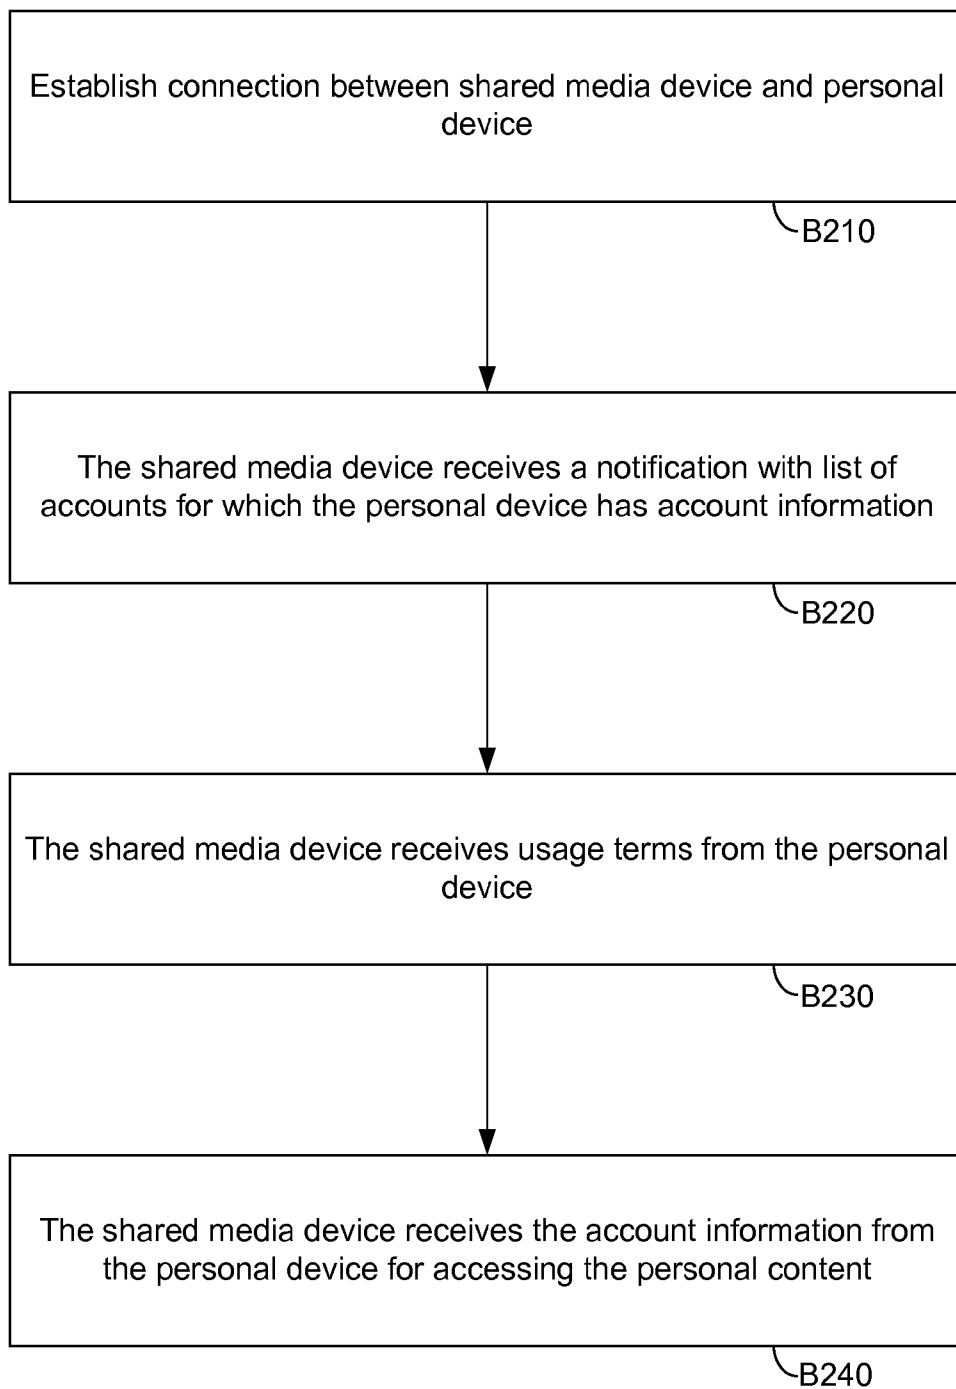 Establish connection between shared media device and personal
device
B210
The shared media device receives a notification with list of
accounts for which the personal device has account information
B220
The shared media device receives usage terms from the personal
device
B230
The shared media device receives the account information from
the personal device for accessing the personal content
B240